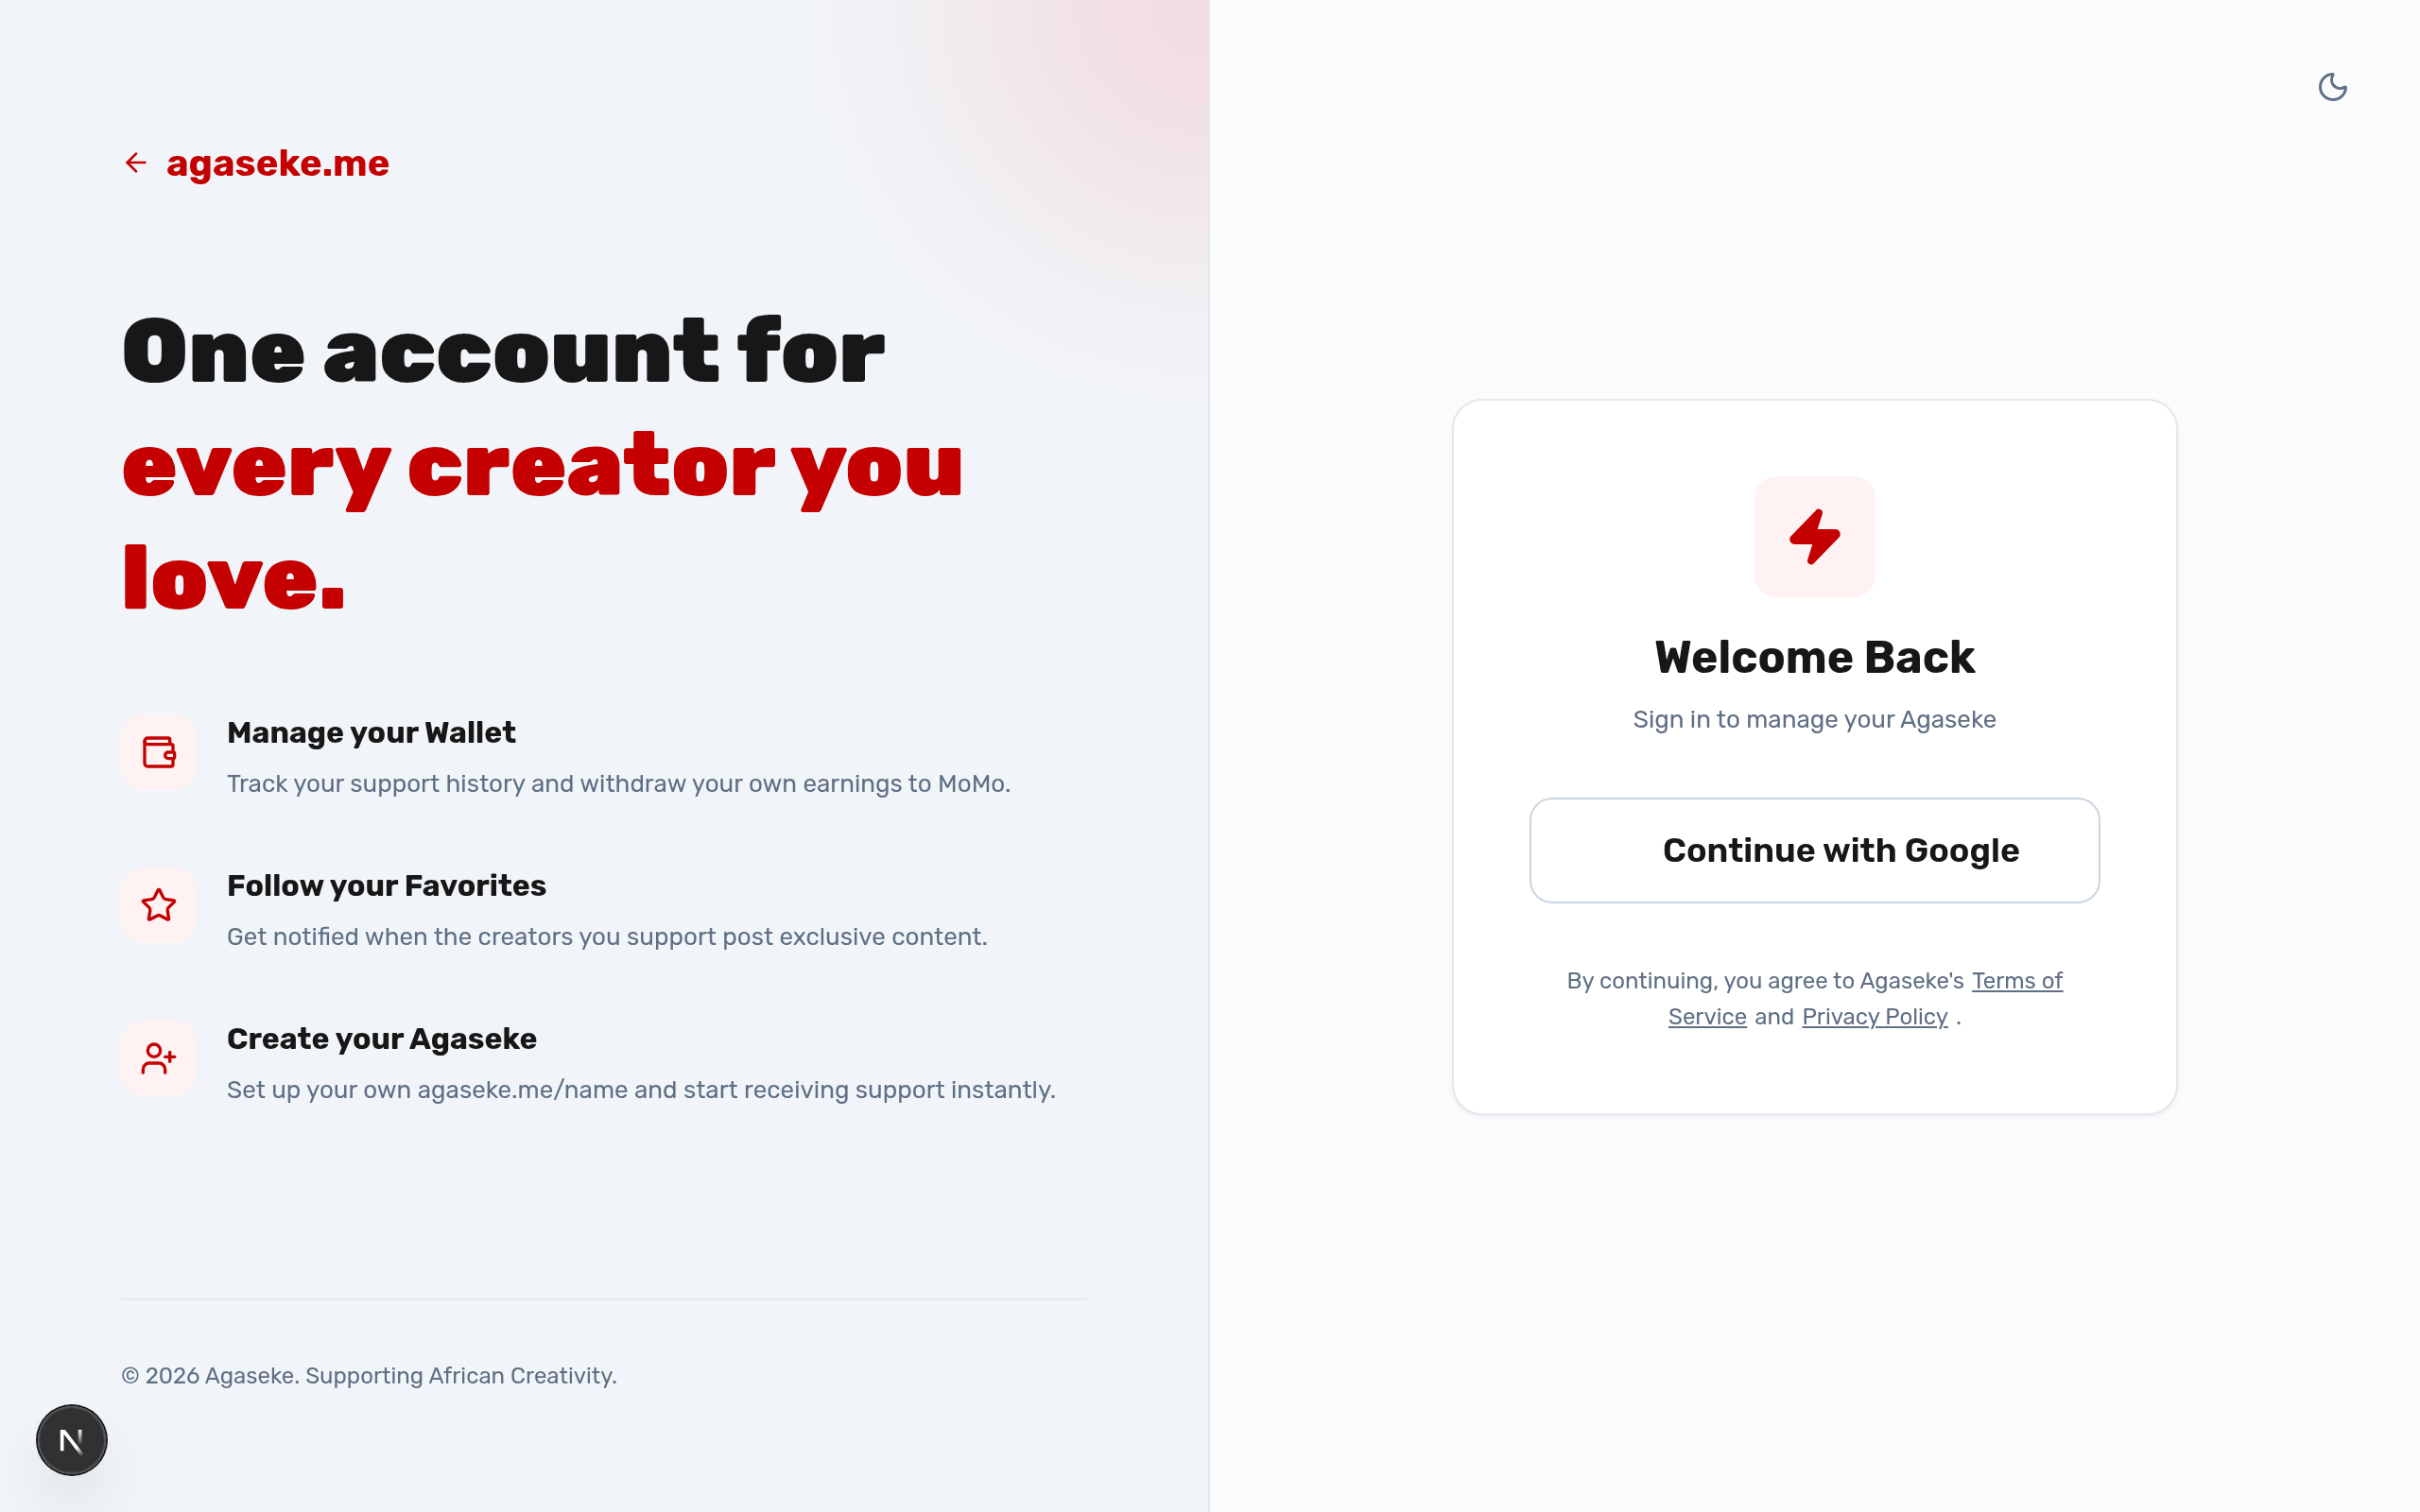 agaseke.me
One account for
every creator you
love.
Manage your Wallet
Track your support history and withdraw your own earnings to MoMo.
Follow your Favorites
Get notified when the creators you support post exclusive content.
Create your Agaseke
Set up your own agaseke.me/name and start receiving support instantly.
© 2026 Agaseke. Supporting African Creativity.
N
Welcome Back
Sign in to manage your Agaseke
Continue with Google
By continuing, you agree to Agaseke's Terms of
Service and Privacy Policy .